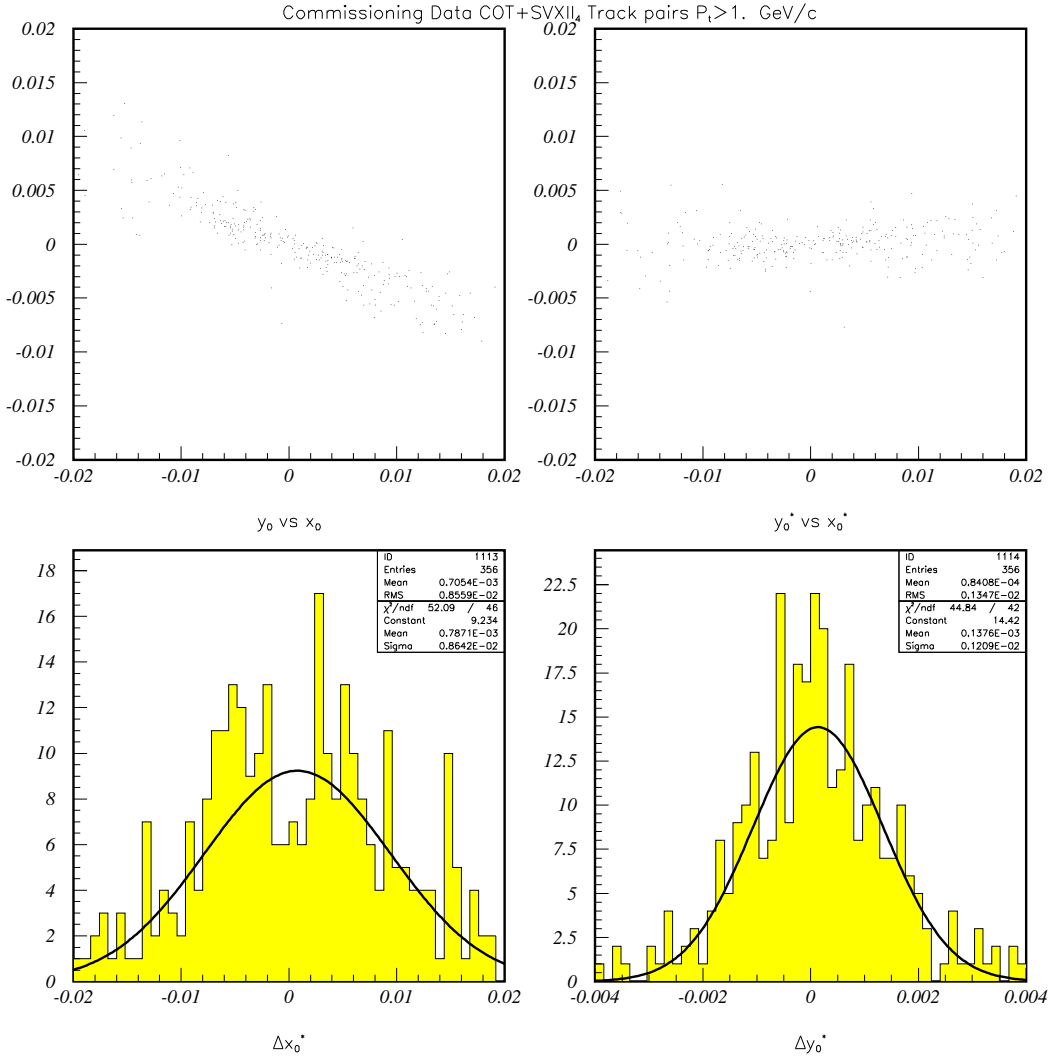 Commissioning Data COT+SVXII, Track pairs Pt>1. GeV/c
0.02
0.015
0.01
0.005
0
-0.005
-0.01
-0.015
-0.02
-0.02 -0.01 0 0.01 0.02
y0 vs x0
0.02
0.015
0.01
0.005
0
-0.005
-0.01
-0.015
-0.02
-0.02 -0.01 0 0.01 0.02
y0* vs x0*
ID 1113
Entries 356
Mean 0.7054E-03
RMS 0.8559E-02
χ²/ndf 52.09 / 46
Constant 9.234
Mean 0.7871E-03
Sigma 0.8642E-02
18
16
14
12
10
8
6
4
2
0
-0.02 -0.01 0 0.01 0.02
Δx0*
ID 1114
Entries 356
Mean 0.8408E-04
RMS 0.1347E-02
χ²/ndf 44.84 / 42
Constant 14.42
Mean 0.1376E-03
Sigma 0.1209E-02
22.5
20
17.5
15
12.5
10
7.5
5
2.5
0
-0.004 -0.002 0 0.002 0.004
Δy0*